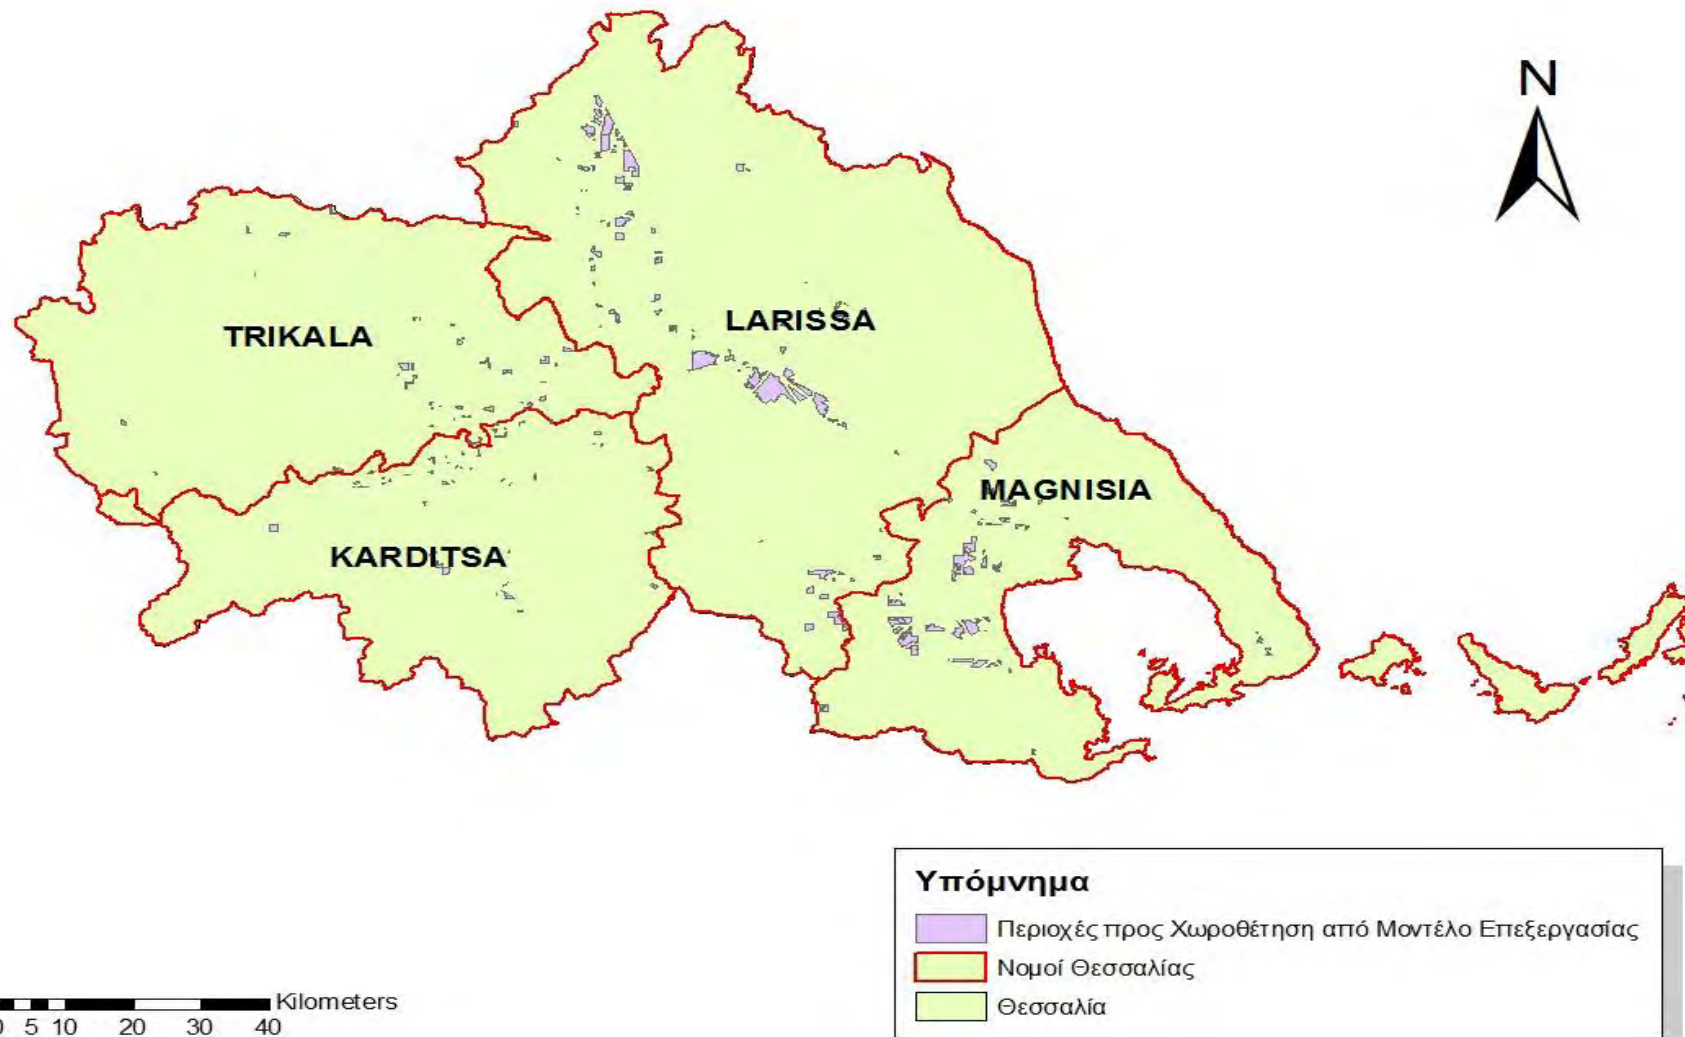 N
TRIKALA
LARISSA
MAGNISIA
KARDITSA
Υπόμνημα
Περιοχές προς Χωροθέτηση από Μοντέλο Επεξεργασίας
Νομοί Θεσσαλίας
Θεσσαλία
Kilometers
0 5 10 20 30 40